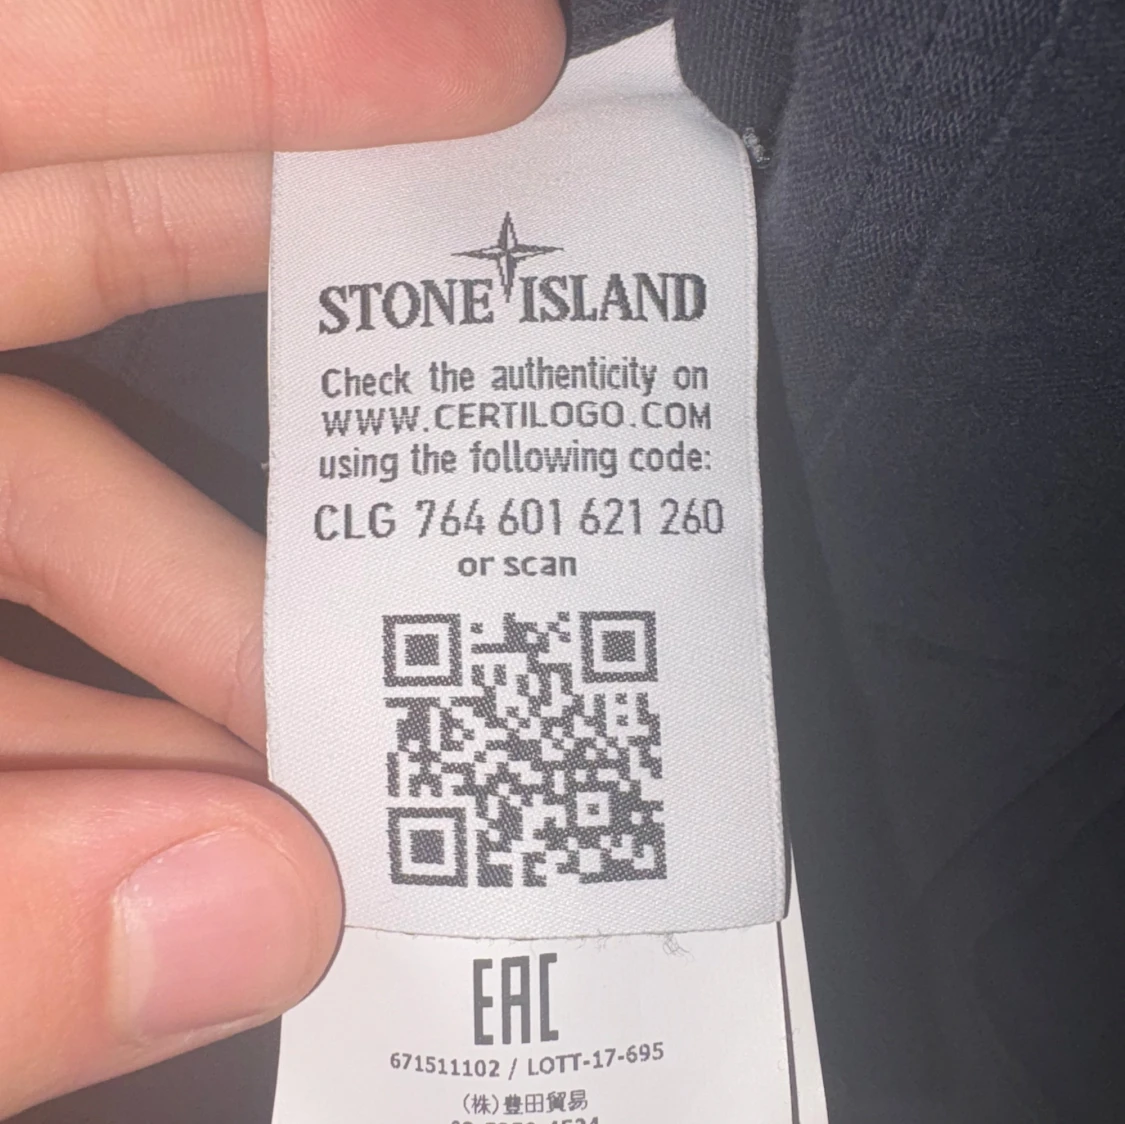 STONE ISLAND
Check the authenticity on
WWW.CERTILOGO.COM
using the following code:
CLG 764 601 621 260
or scan
EAC
671511102 / LOTT-17-695
(株)豊田貿易